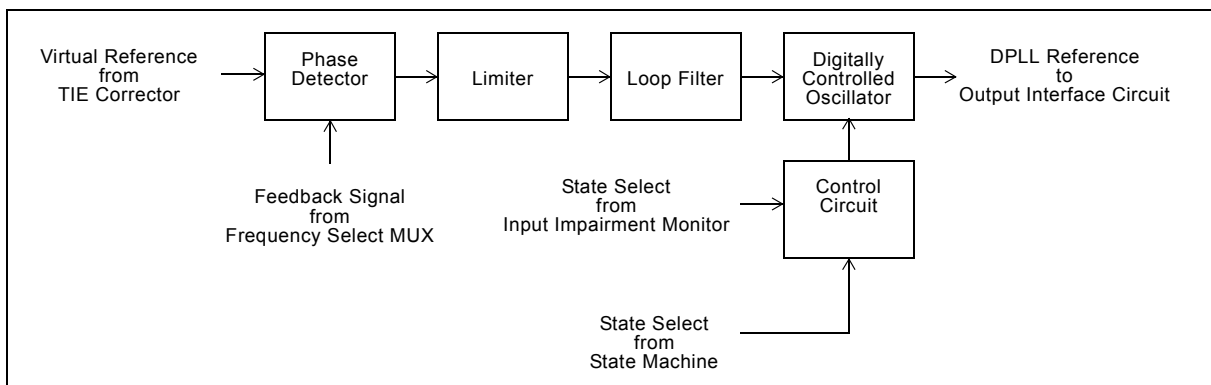 Virtual Reference
from
TIE Corrector
Phase
Detector
Limiter
Loop Filter
Digitally
Controlled
Oscillator
DPLL Reference
to
Output Interface Circuit
Feedback Signal
from
Frequency Select MUX
State Select
from
Input Impairment Monitor
Control
Circuit
State Select
from
State Machine